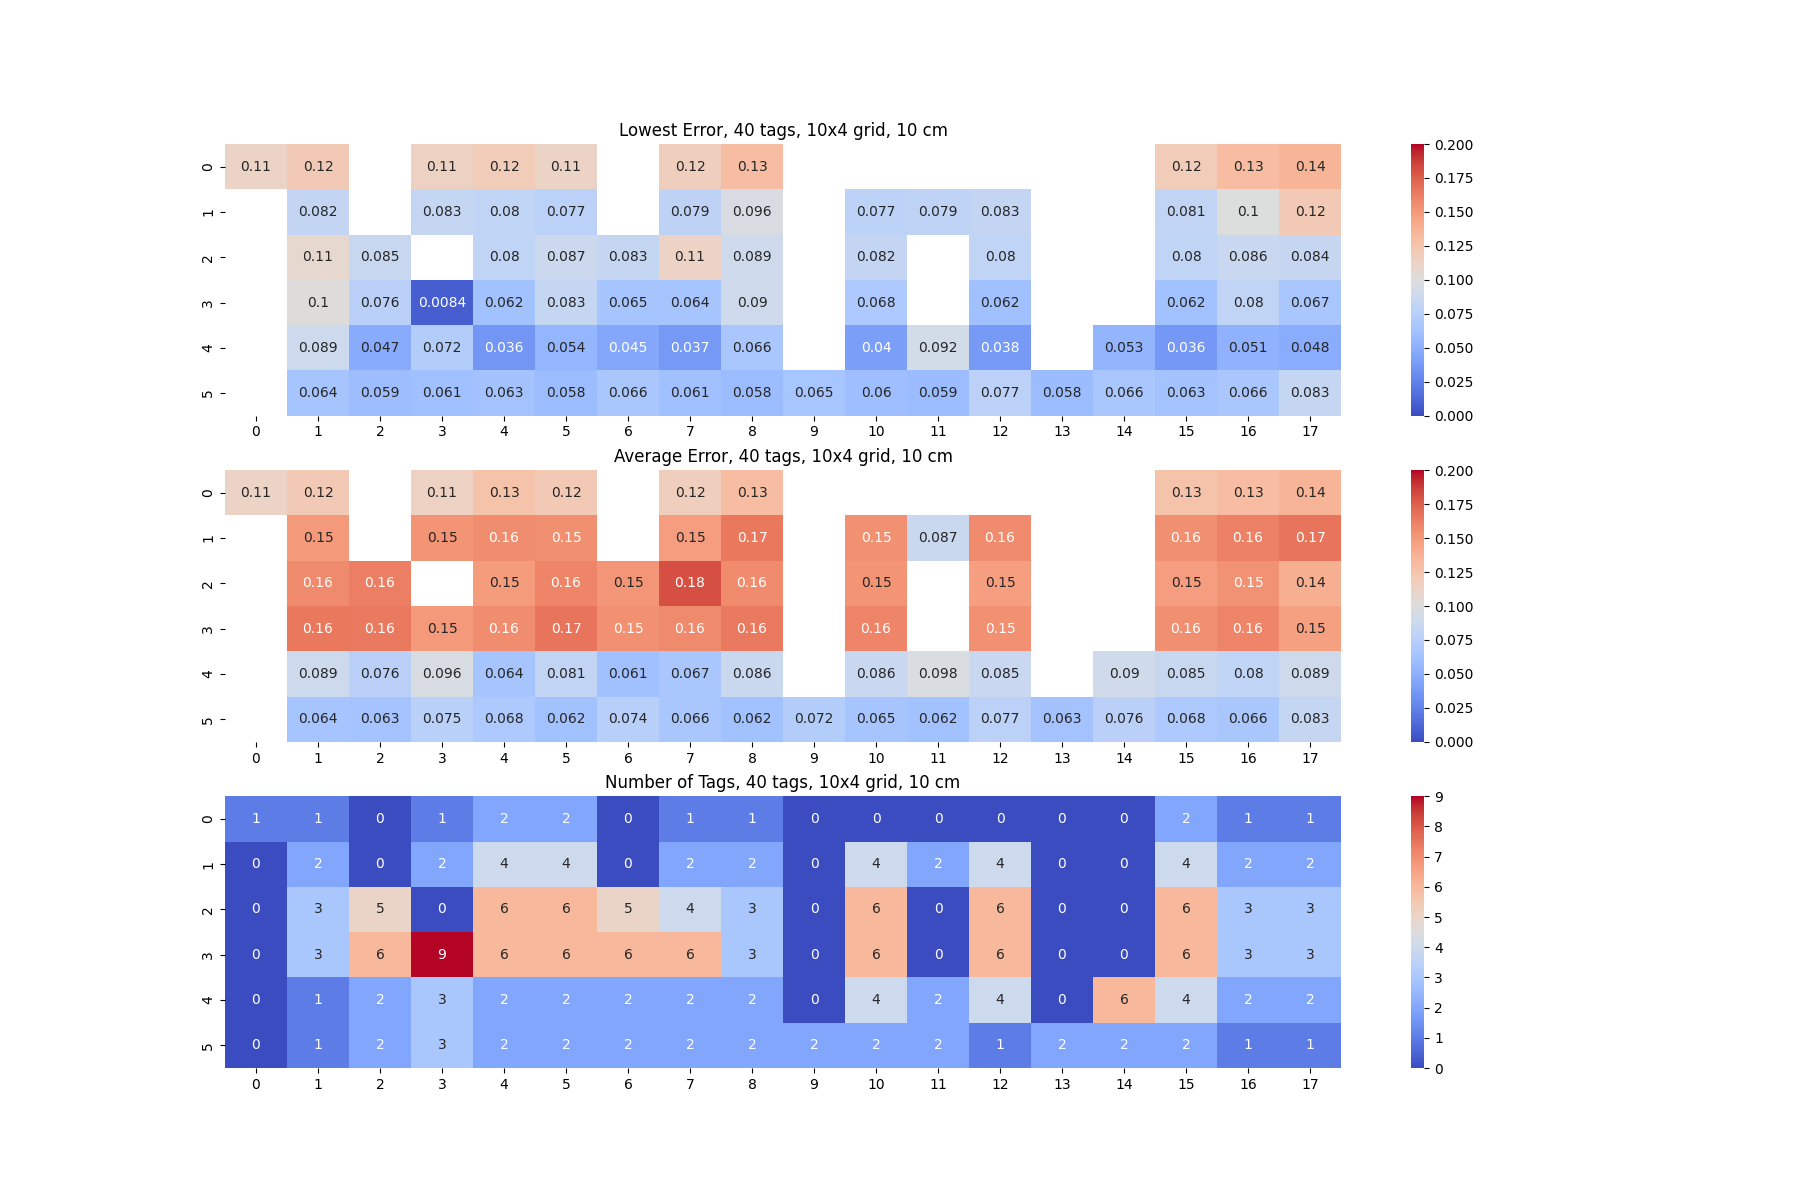 Lowest Error, 40 tags, 10x4 grid, 10 cm
0 0.11 0.12 0.11 0.12 0.11 0.12 0.13 0.12 0.13 0.14
1 0.082 0.083 0.08 0.077 0.079 0.096 0.077 0.079 0.083 0.081 0.1 0.12
2 0.11 0.085 0.08 0.087 0.083 0.11 0.089 0.082 0.08 0.08 0.086 0.084
3 0.1 0.076 0.0084 0.062 0.083 0.065 0.064 0.09 0.068 0.062 0.062 0.08 0.067
4 0.089 0.047 0.072 0.036 0.054 0.045 0.037 0.066 0.04 0.092 0.038 0.053 0.036 0.051 0.048
5 0.064 0.059 0.061 0.063 0.058 0.066 0.061 0.058 0.065 0.06 0.059 0.077 0.058 0.066 0.063 0.066 0.083
0 1 2 3 4 5 6 7 8 9 10 11 12 13 14 15 16 17
0.200
0.175
0.150
0.125
0.100
0.075
0.050
0.025
0.000
Average Error, 40 tags, 10x4 grid, 10 cm
0 0.11 0.12 0.11 0.13 0.12 0.12 0.13 0.13 0.13 0.14
1 0.15 0.15 0.16 0.15 0.15 0.17 0.15 0.087 0.16 0.16 0.16 0.17
2 0.16 0.16 0.15 0.16 0.15 0.18 0.16 0.15 0.15 0.15 0.15 0.14
3 0.16 0.16 0.15 0.16 0.17 0.15 0.16 0.16 0.16 0.15 0.16 0.16 0.15
4 0.089 0.076 0.096 0.064 0.081 0.061 0.067 0.086 0.086 0.098 0.085 0.09 0.085 0.08 0.089
5 0.064 0.063 0.075 0.068 0.062 0.074 0.066 0.062 0.072 0.065 0.062 0.077 0.063 0.076 0.068 0.066 0.083
0 1 2 3 4 5 6 7 8 9 10 11 12 13 14 15 16 17
0.200
0.175
0.150
0.125
0.100
0.075
0.050
0.025
0.000
Number of Tags, 40 tags, 10x4 grid, 10 cm
0 1 1 0 1 2 2 0 1 1 0 0 0 0 0 0 2 1 1
1 0 2 0 2 4 4 0 2 2 0 4 2 4 0 0 4 2 2
2 0 3 5 0 6 6 5 4 3 0 6 0 6 0 0 6 3 3
3 0 3 6 9 6 6 6 6 3 0 6 0 6 0 0 6 3 3
4 0 1 2 3 2 2 2 2 2 0 4 2 4 0 6 4 2 2
5 0 1 2 3 2 2 2 2 2 2 2 2 1 2 2 2 1 1
0 1 2 3 4 5 6 7 8 9 10 11 12 13 14 15 16 17
9
8
7
6
5
4
3
2
1
0